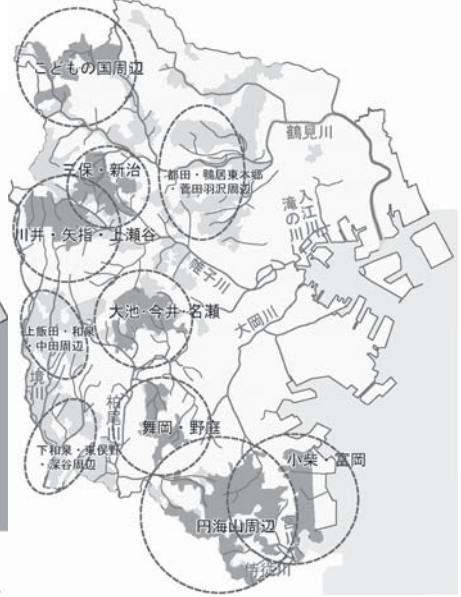 こどもの国周辺
鶴見川
三保・新治
都田・鴨居東本郷
・菅田羽沢周辺
入江川
滝の川
川井・矢指・上瀬谷
帷子川
大池・今井・名瀬
大岡川
上飯田・和泉
・中田周辺
境川
柏尾川
舞岡・野庭
下和泉・東俣野
・深谷周辺
小柴・富岡
円海山周辺
宮川
侍従川